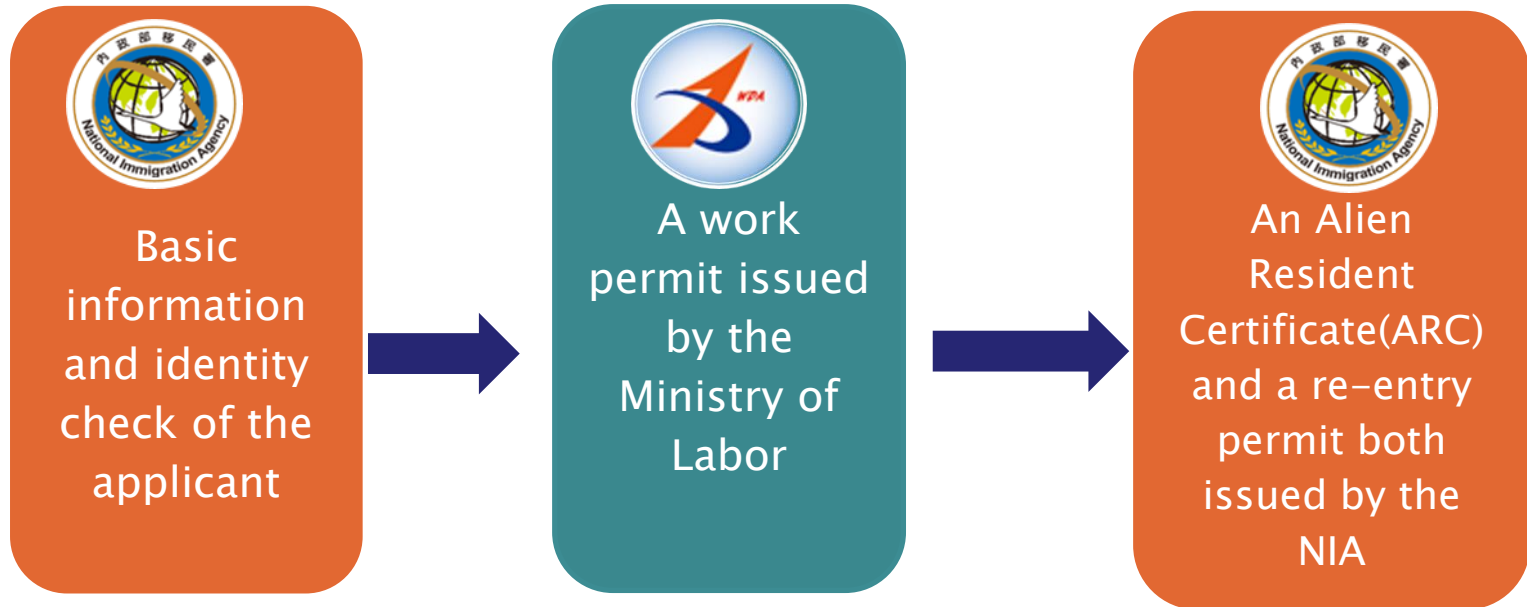 內政部移民署
National Immigration Agency
Basic
information
and identity
check of the
applicant
WDA
A work
permit issued
by the
Ministry of
Labor
內政部移民署
National Immigration Agency
An Alien
Resident
Certificate(ARC)
and a re-entry
permit both
issued by the
NIA